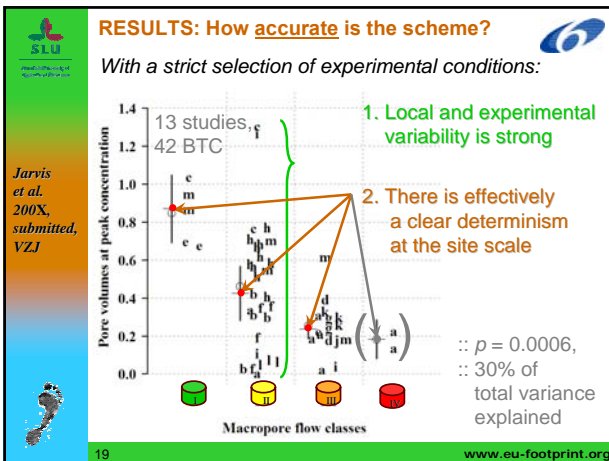 RESULTS: How accurate is the scheme?
SLU
6
With a strict selection of experimental conditions:
Jarvis
et al.
200X,
submitted,
VZJ
13 studies,
42 BTC
1. Local and experimental
variability is strong
2. There is effectively
a clear determinism
at the site scale
:: p = 0.0006,
:: 30% of
total variance
explained
Pore volumes at peak concentration
1.4
1.2
1.0
0.8
0.6
0.4
0.2
0.0
I
II
III
IV
Macropore flow classes
19
www.eu-footprint.org